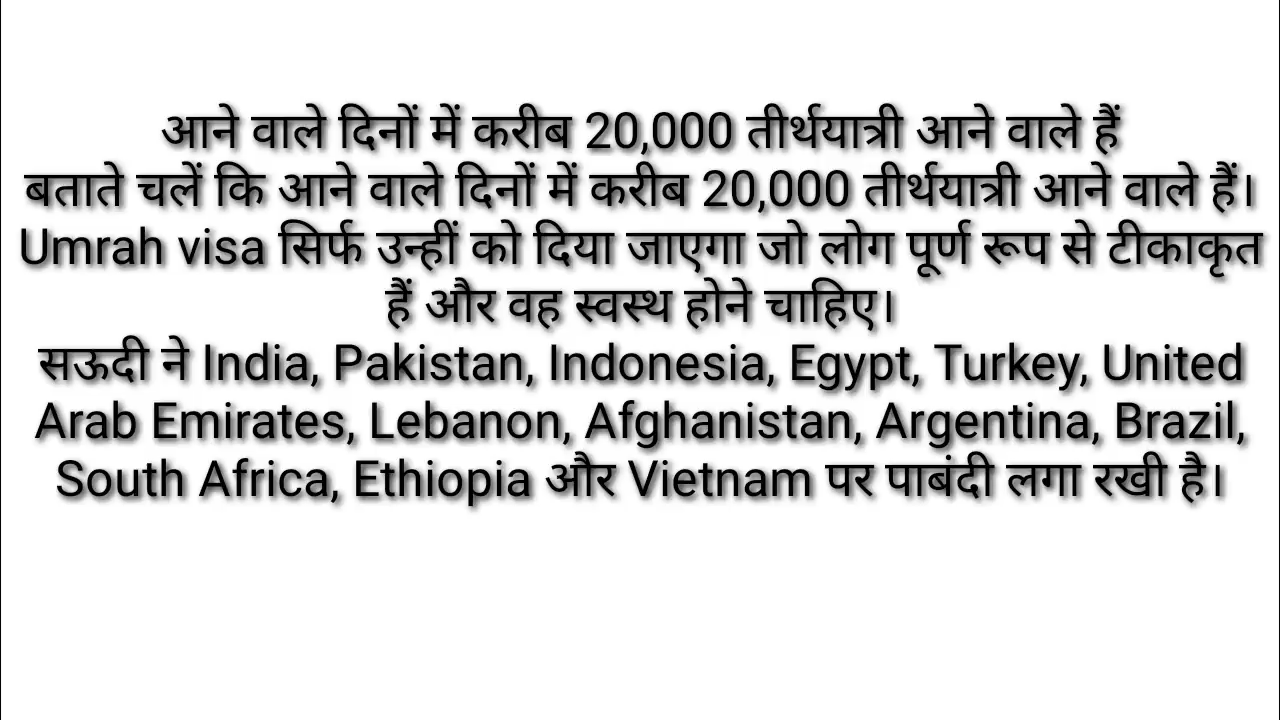 आने वाले दिनों में करीब 20,000 तीर्थयात्री आने वाले हैं
बताते चलें कि आने वाले दिनों में करीब 20,000 तीर्थयात्री आने वाले हैं।
Umrah visa सिर्फ उन्हीं को दिया जाएगा जो लोग पूर्ण रूप से टीकाकृत
हैं और वह स्वस्थ होने चाहिए।
सऊदी ने India, Pakistan, Indonesia, Egypt, Turkey, United
Arab Emirates, Lebanon, Afghanistan, Argentina, Brazil,
South Africa, Ethiopia और Vietnam पर पाबंदी लगा रखी है।